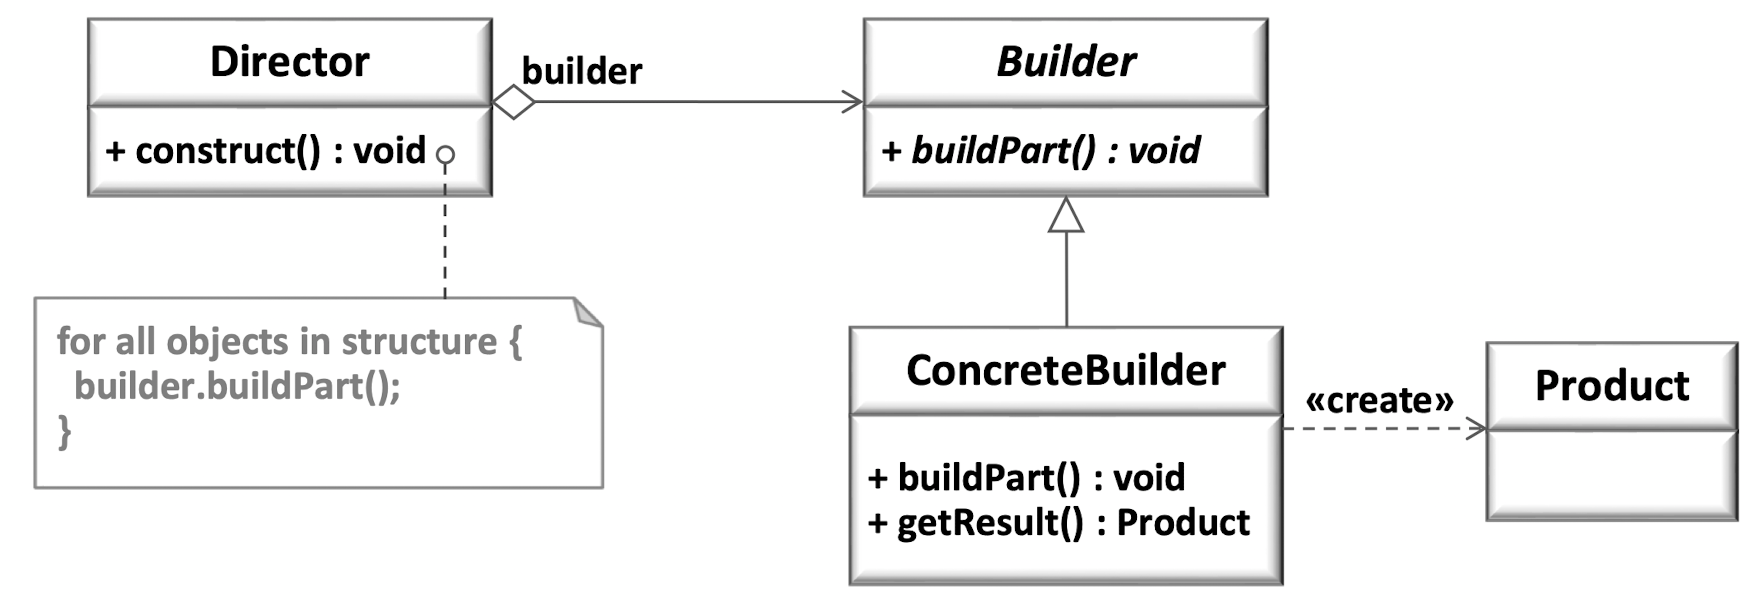 Director
+ construct() : void
builder
Builder
+ buildPart() : void
for all objects in structure {
builder.buildPart();
}
ConcreteBuilder
+ buildPart() : void
+ getResult() : Product
«create»
Product